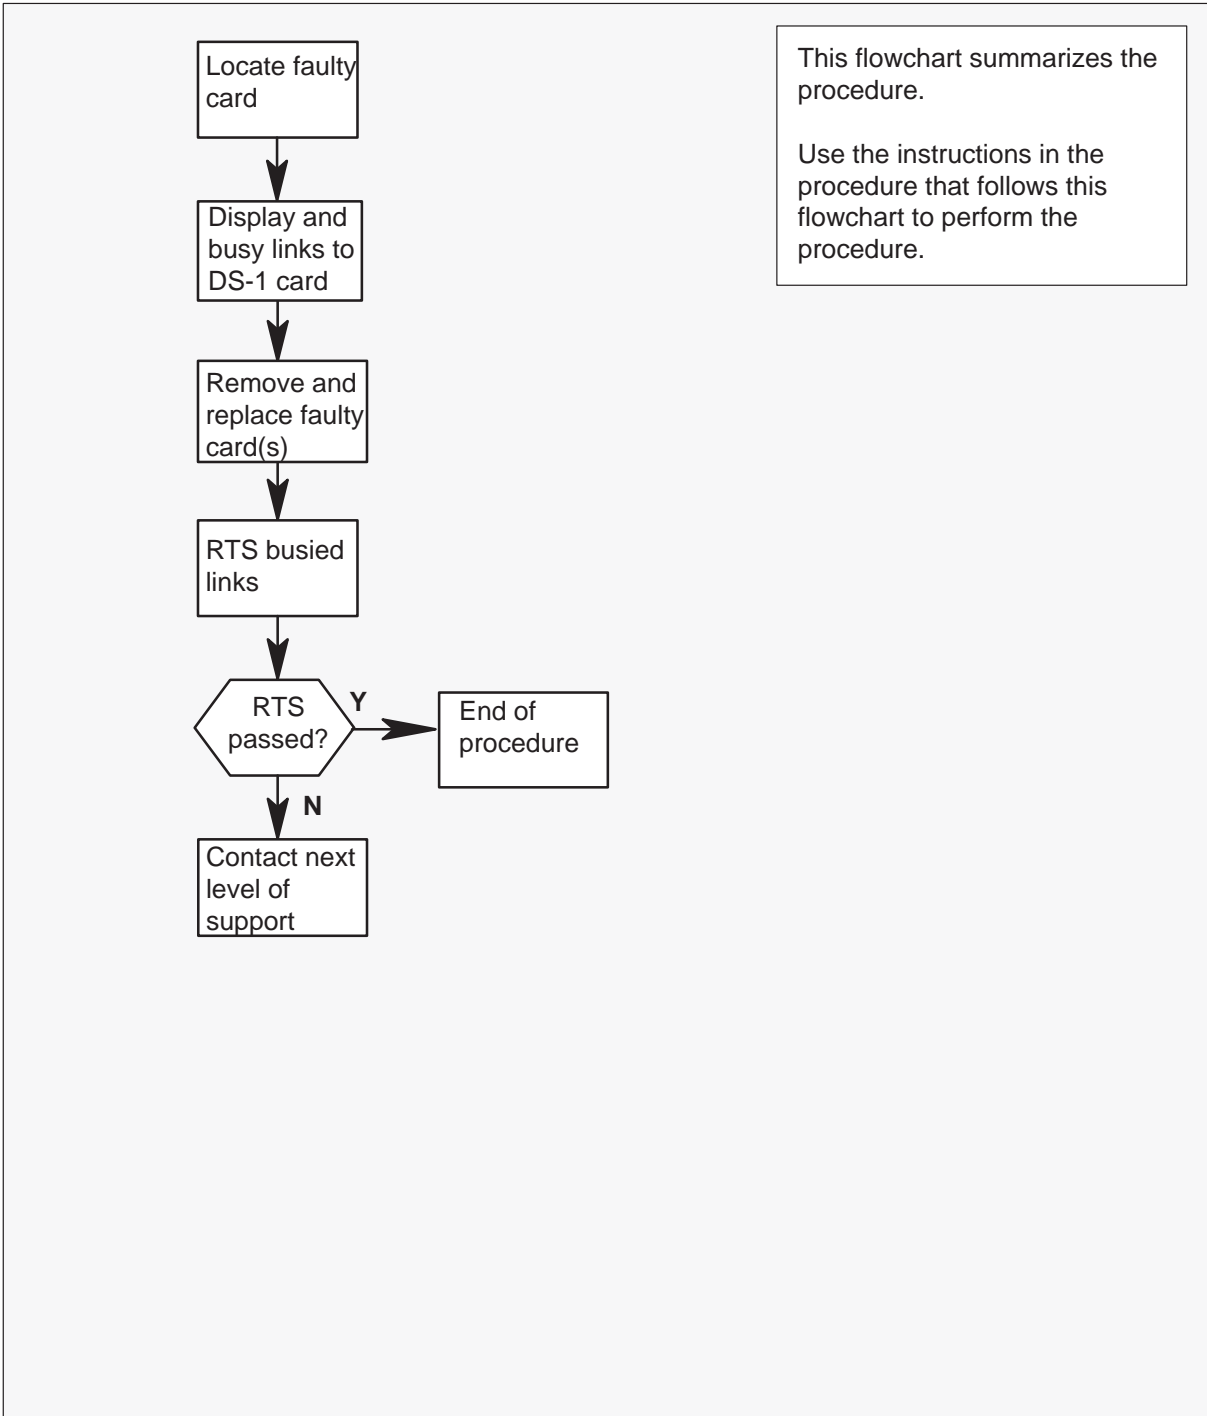 Locate faulty
card
Display and
busy links to
DS-1 card
Remove and
replace faulty
card(s)
RTS busied
links
RTS
passed?
Y
End of
procedure
N
Contact next
level of
support
This flowchart summarizes the
procedure.
Use the instructions in the
procedure that follows this
flowchart to perform the
procedure.